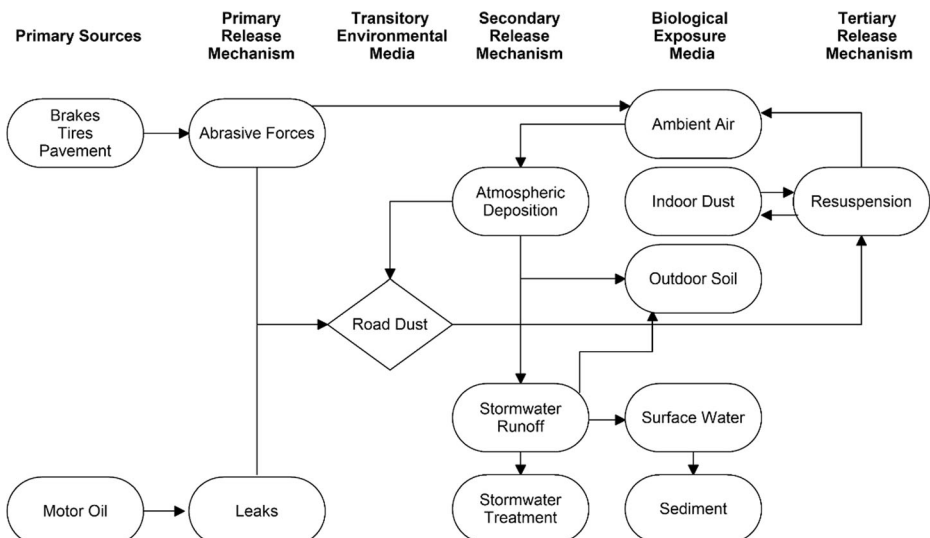 Primary Sources
Primary
Release
Mechanism
Transitory
Environmental
Media
Secondary
Release
Mechanism
Biological
Exposure
Media
Tertiary
Release
Mechanism
Brakes
Tires
Pavement
Abrasive Forces
Ambient Air
Atmospheric
Deposition
Indoor Dust
Resuspension
Outdoor Soil
Road Dust
Stormwater
Runoff
Surface Water
Motor Oil
Leaks
Stormwater
Treatment
Sediment